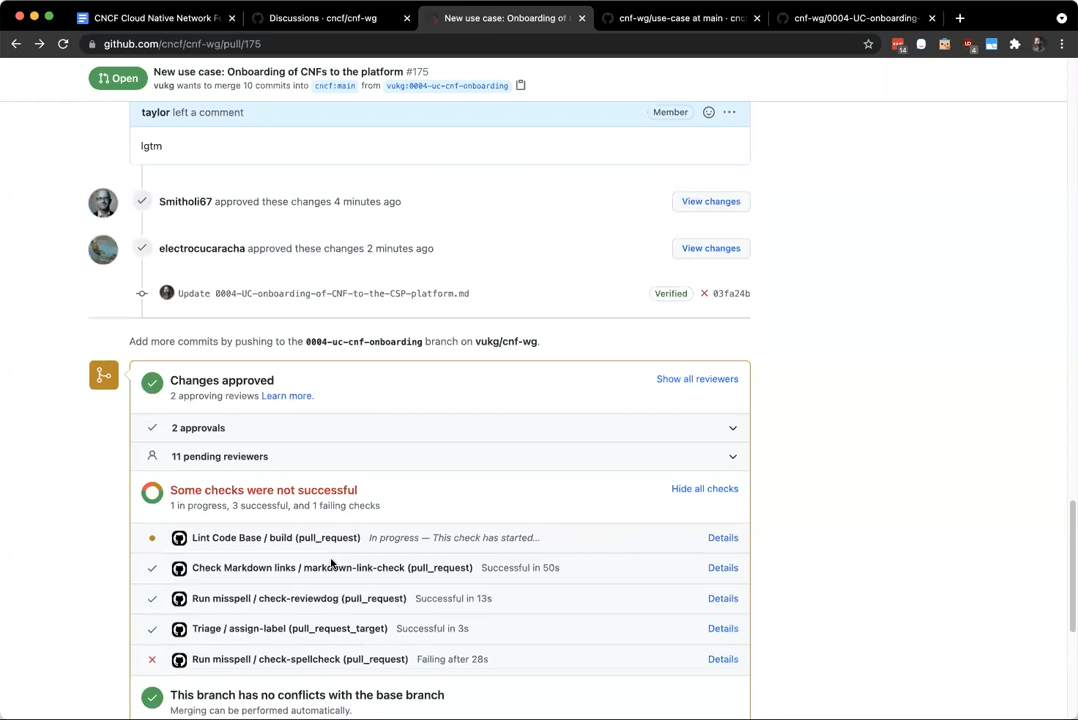 CNCF Cloud Native Network F
Discussions · cncf/cnf-wg
New use case: Onboarding of
cnf-wg/use-case at main · cnc
cnf-wg/0004-UC-onboarding-
github.com/cncf/cnf-wg/pull/175
14
4
Open
New use case: Onboarding of CNFs to the platform #175
vukg wants to merge 10 commits into cncf:main from vukg:0004-uc-cnf-onboarding
taylor left a comment
Member
lgtm
Smitholi67 approved these changes 4 minutes ago
View changes
electrocucaracha approved these changes 2 minutes ago
View changes
Update 0004-UC-onboarding-of-CNF-to-the-CSP-platform.md
Verified
03fa24b
Add more commits by pushing to the 0004-uc-cnf-onboarding branch on vukg/cnf-wg.
Changes approved
Show all reviewers
2 approving reviews Learn more.
2 approvals
11 pending reviewers
Some checks were not successful
Hide all checks
1 in progress, 3 successful, and 1 failing checks
Lint Code Base / build (pull_request) In progress — This check has started...
Details
Check Markdown links / markdown-link-check (pull_request) Successful in 50s
Details
Run misspell / check-reviewdog (pull_request) Successful in 13s
Details
Triage / assign-label (pull_request_target) Successful in 3s
Details
Run misspell / check-spellcheck (pull_request) Failing after 28s
Details
This branch has no conflicts with the base branch
Merging can be performed automatically.